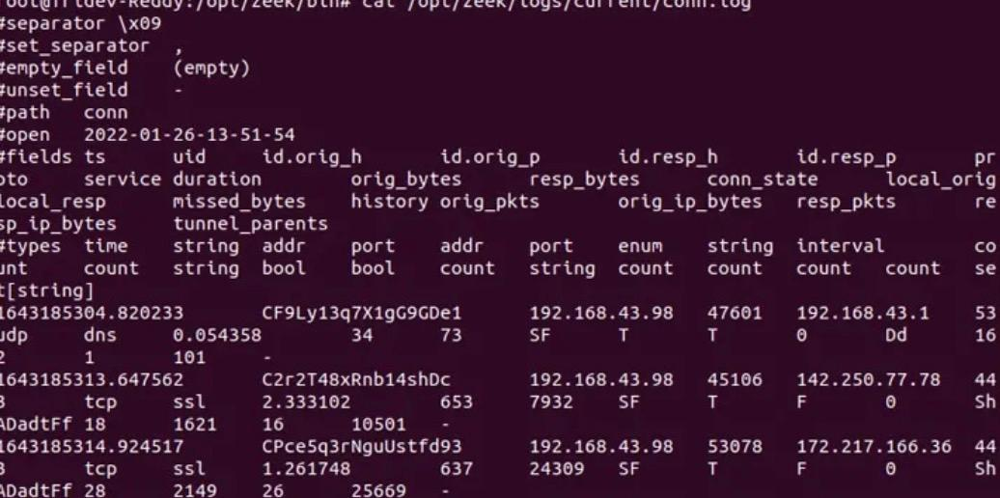 root@irldev-Reddy:/opt/zeek/bin# cat /opt/zeek/logs/current/conn.log
#separator \x09
#set_separator ,
#empty_field (empty)
#unset_field -
#path conn
#open 2022-01-26-13-51-54
#fields ts uid id.orig_h id.orig_p id.resp_h id.resp_p pr
oto service duration orig_bytes resp_bytes conn_state local_orig
local_resp missed_bytes history orig_pkts orig_ip_bytes resp_pkts re
sp_ip_bytes tunnel_parents
#types time string addr port addr port enum string interval co
unt count string bool bool count string count count count count se
t[string]
1643185304.820233 CF9Ly13q7X1gG9GDe1 192.168.43.98 47601 192.168.43.1 53
udp dns 0.054358 34 73 SF T T 0 Dd 16
2 1 101 -
1643185313.647562 C2r2T48xRnb14shDc 192.168.43.98 45106 142.250.77.78 44
3 tcp ssl 2.333102 653 7932 SF T F 0 Sh
ADadtFf 18 1621 16 10501 -
1643185314.924517 CPce5q3rNguUstfd93 192.168.43.98 53078 172.217.166.36 44
3 tcp ssl 1.261748 637 24309 SF T F 0 Sh
ADadtFf 28 2149 26 25669 -